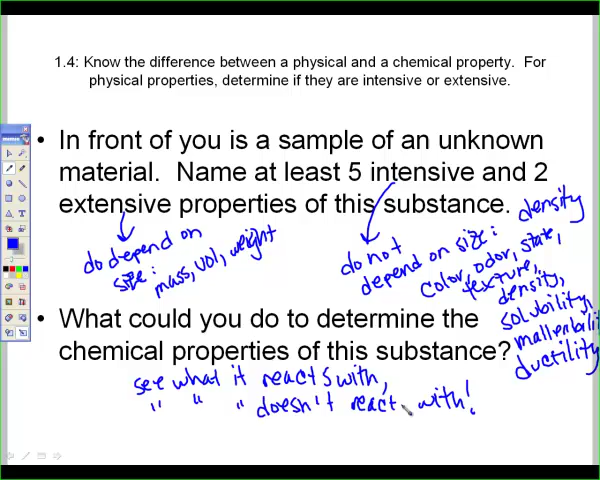 1.4: Know the difference between a physical and a chemical property. For
physical properties, determine if they are intensive or extensive.
• In front of you is a sample of an unknown
material. Name at least 5 intensive and 2
extensive properties of this substance.
do depend on
size:
mass, vol, weight
do not
depend on size:
color, odor, state,
texture,
density
density,
solubility,
malleabili
ductility
• What could you do to determine the
chemical properties of this substance?
see what it reacts with,
" " " doesn't react with!